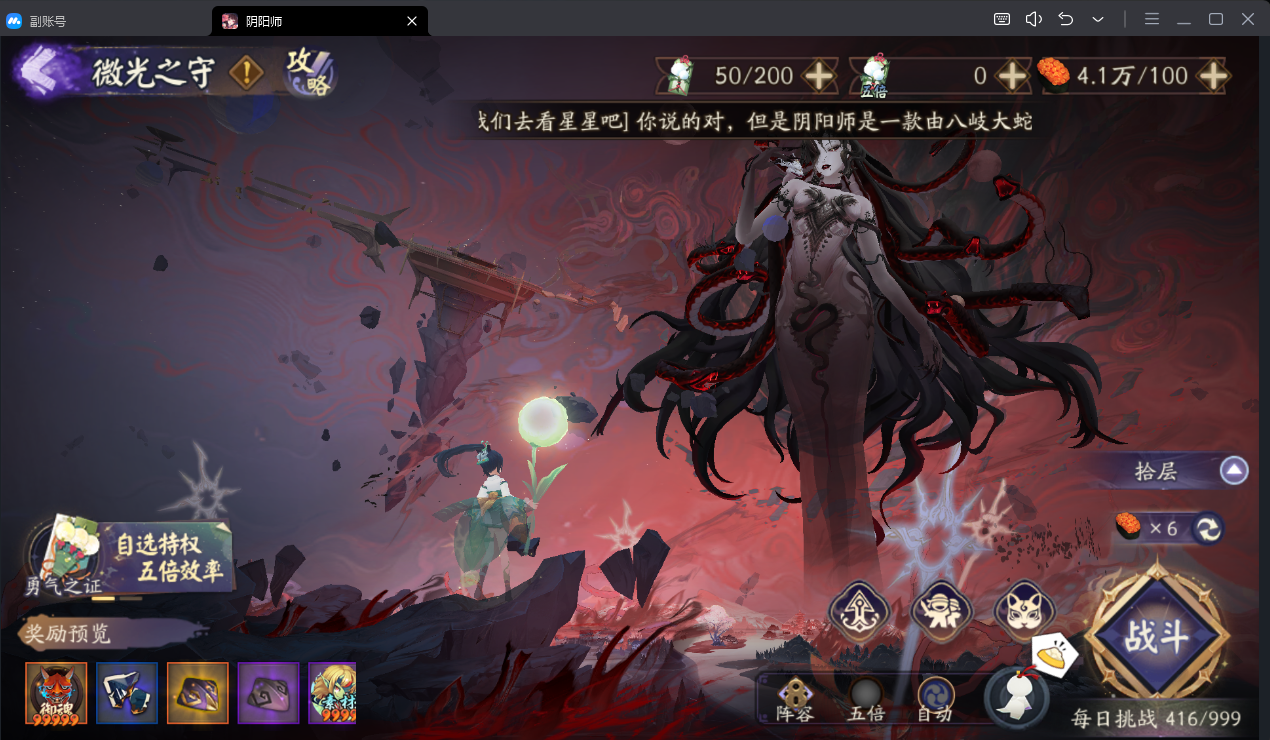 副账号
阴阳师
微光之守
攻略
50/200
五倍
0
4.1万/100
我们去看星星吧] 你说的对，但是阴阳师是一款由八岐大蛇
拾层
×6
自选特权
五倍效率
勇气之证
奖励预览
战斗
御魂
99999
素材
999
阵容
五倍
自动
每日挑战 416/999